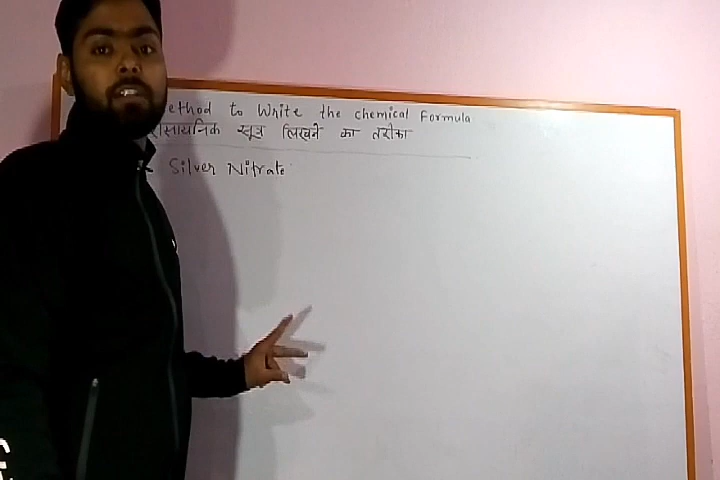 ethod to Write the chemical Formula
रासायनिक सूत्र लिखने का तरीका
Silver Nitrate